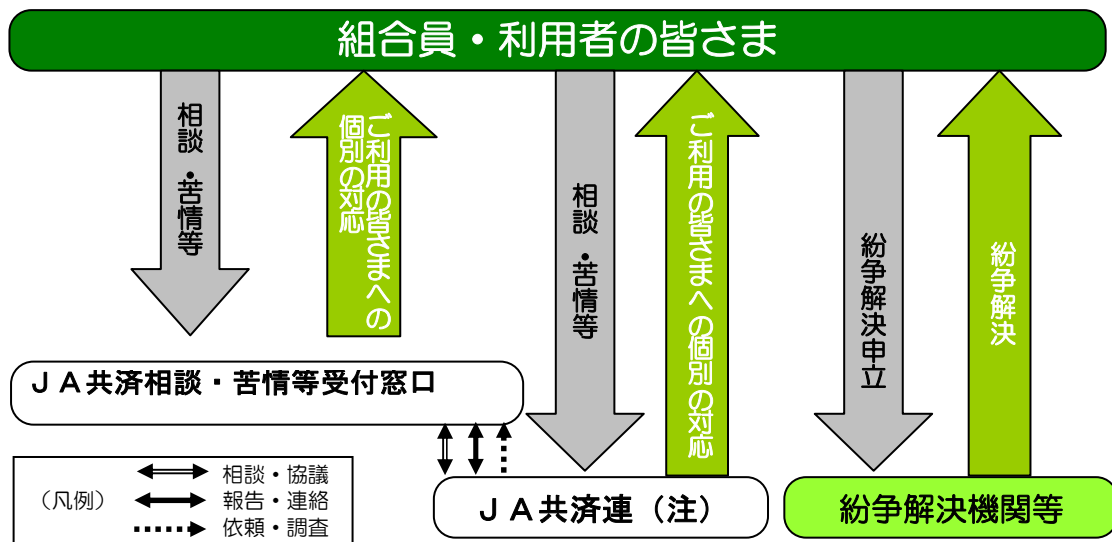 組合員・利用者の皆さま
相談・苦情等
ご利用の皆さまへの
個別の対応
相談・苦情等
ご利用の皆さまへの個別の対応
紛争解決申立
紛争解決
ＪＡ共済相談・苦情等受付窓口
（凡例）
相談・協議
報告・連絡
依頼・調査
ＪＡ共済連（注）
紛争解決機関等